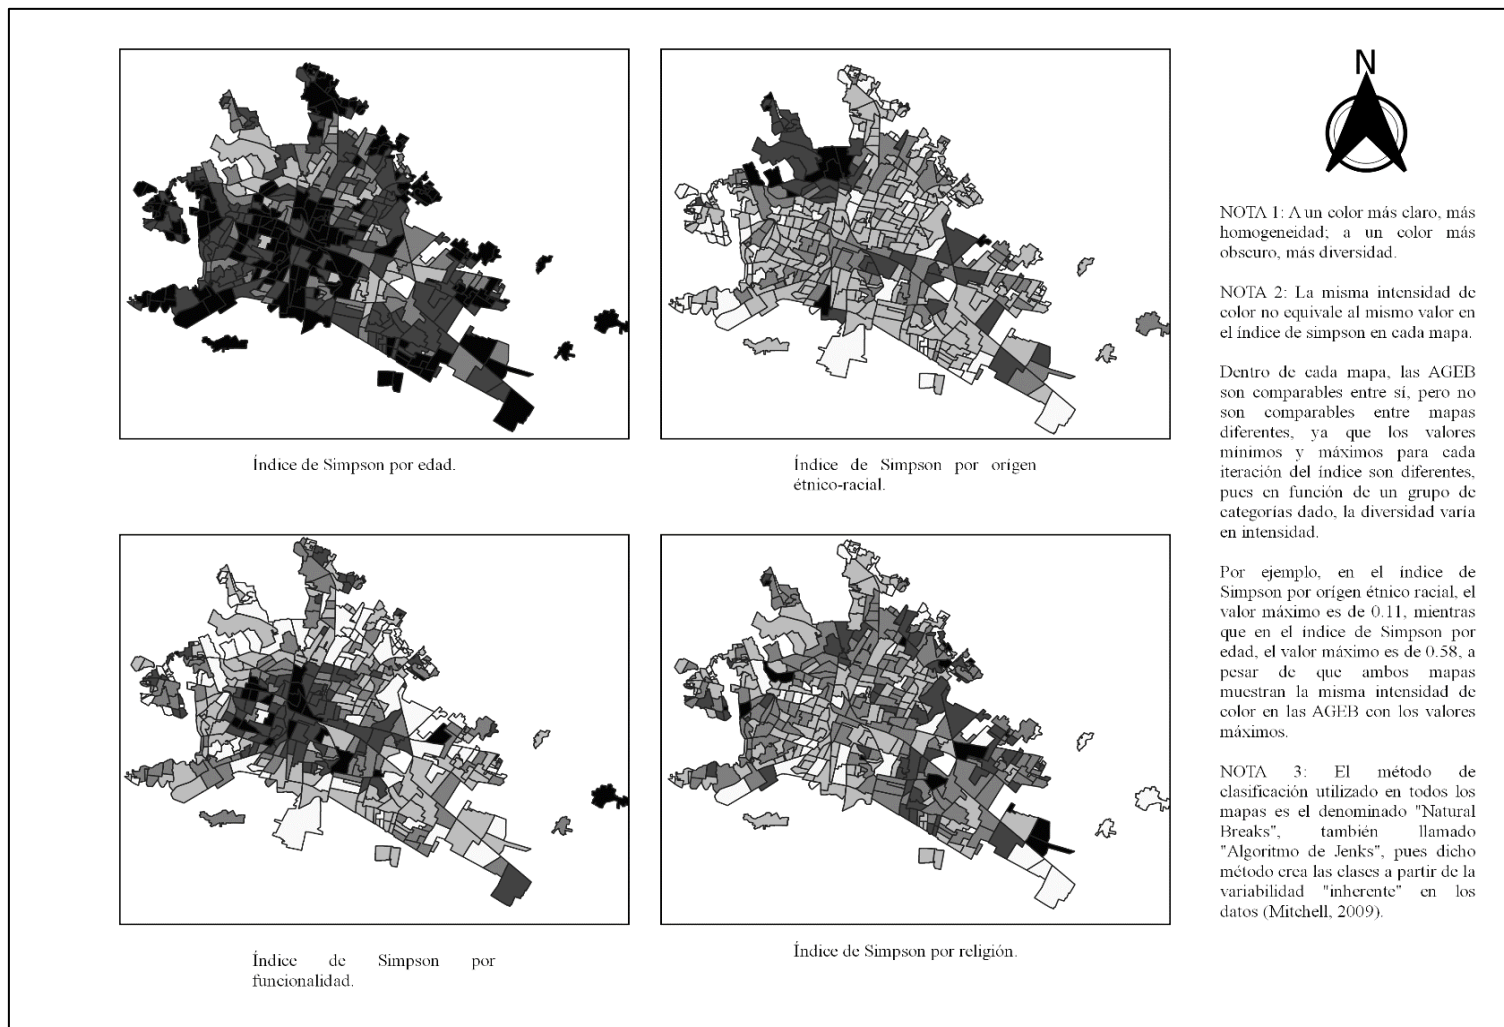 Índice de Simpson por edad.
Índice de Simpson por orígen
étnico-racial.
Índice de Simpson por
funcionalidad.
Índice de Simpson por religión.
N
NOTA 1: A un color más claro, más
homogeneidad; a un color más
obscuro, más diversidad.
NOTA 2: La misma intensidad de
color no equivale al mismo valor en
el índice de simpson en cada mapa.
Dentro de cada mapa, las AGEB
son comparables entre sí, pero no
son comparables entre mapas
diferentes, ya que los valores
mínimos y máximos para cada
iteración del índice son diferentes,
pues en función de un grupo de
categorías dado, la diversidad varía
en intensidad.
Por ejemplo, en el índice de
Simpson por orígen étnico racial, el
valor máximo es de 0.11, mientras
que en el índice de Simpson por
edad, el valor máximo es de 0.58, a
pesar de que ambos mapas
muestran la misma intensidad de
color en las AGEB con los valores
máximos.
NOTA 3: El método de
clasificación utilizado en todos los
mapas es el denominado "Natural
Breaks", también llamado
"Algoritmo de Jenks", pues dicho
método crea las clases a partir de la
variabilidad "inherente" en los
datos (Mitchell, 2009).